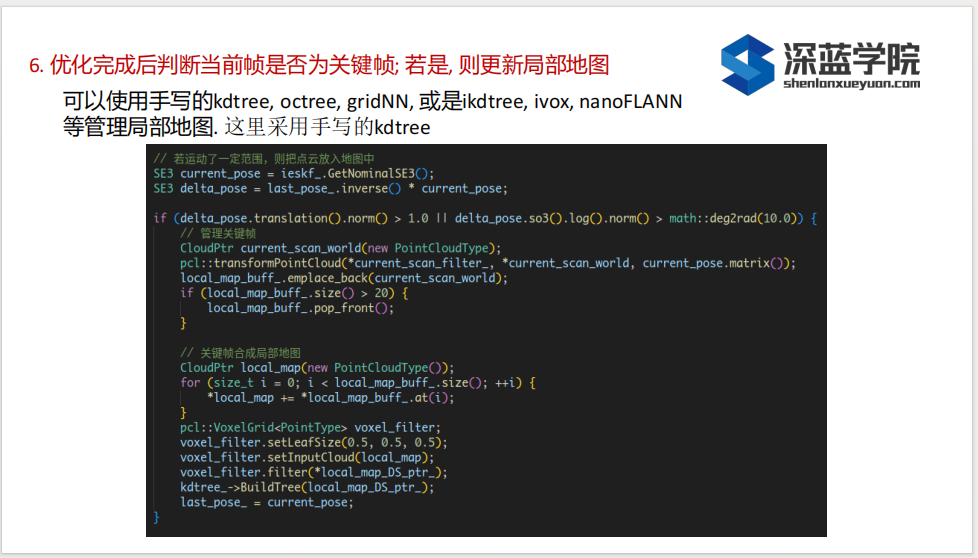 6. 优化完成后判断当前帧是否为关键帧; 若是, 则更新局部地图
深蓝学院
shenlanxueyuan.com
可以使用手写的kdtree, octree, gridNN, 或是ikdtree, ivox, nanoFLANN
等管理局部地图. 这里采用手写的kdtree
// 若运动了一定范围，则把点云放入地图中
SE3 current_pose = ieskf_.GetNominalSE3();
SE3 delta_pose = last_pose_.inverse() * current_pose;
if (delta_pose.translation().norm() > 1.0 || delta_pose.so3().log().norm() > math::deg2rad(10.0)) {
// 管理关键帧
CloudPtr current_scan_world(new PointCloudType);
pcl::transformPointCloud(*current_scan_filter_, *current_scan_world, current_pose.matrix());
local_map_buff_.emplace_back(current_scan_world);
if (local_map_buff_.size() > 20) {
local_map_buff_.pop_front();
}
// 关键帧合成局部地图
CloudPtr local_map(new PointCloudType());
for (size_t i = 0; i < local_map_buff_.size(); ++i) {
*local_map += *local_map_buff_.at(i);
}
pcl::VoxelGrid<PointType> voxel_filter;
voxel_filter.setLeafSize(0.5, 0.5, 0.5);
voxel_filter.setInputCloud(local_map);
voxel_filter.filter(*local_map_DS_ptr_);
kdtree_->BuildTree(local_map_DS_ptr_);
last_pose_ = current_pose;
}